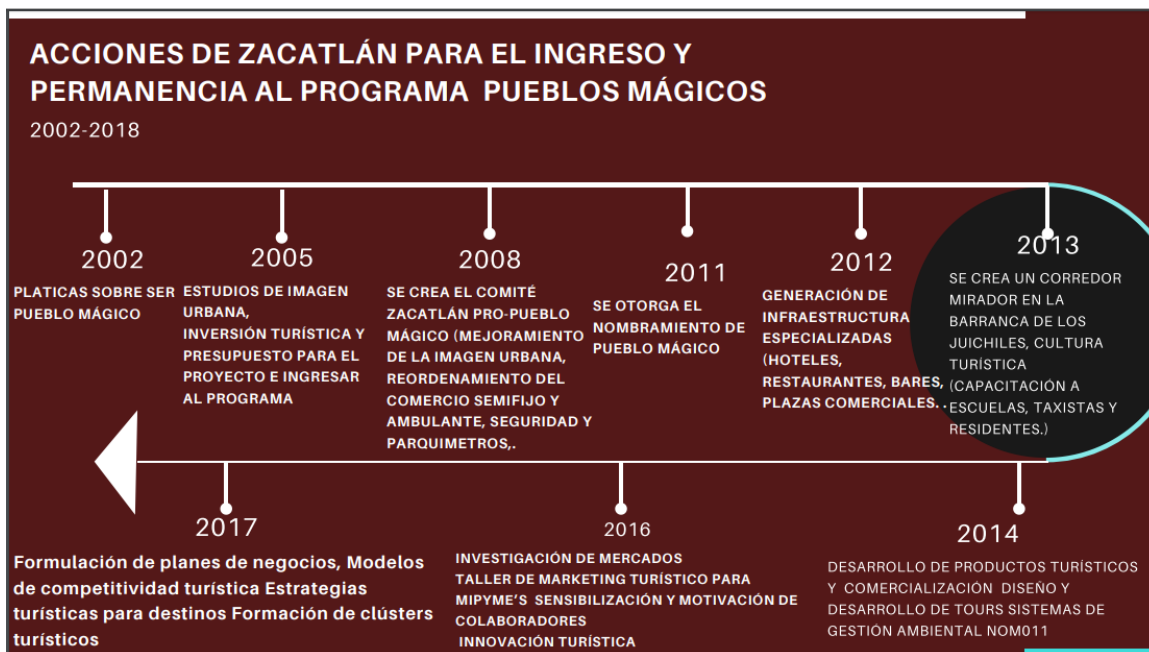 ACCIONES DE ZACATLÁN PARA EL INGRESO Y
PERMANENCIA AL PROGRAMA PUEBLOS MÁGICOS
2002-2018
2002
PLATICAS SOBRE SER
PUEBLO MÁGICO
2005
ESTUDIOS DE IMAGEN
URBANA,
INVERSIÓN TURÍSTICA Y
PRESUPUESTO PARA EL
PROYECTO E INGRESAR
AL PROGRAMA
2008
SE CREA EL COMITÉ
ZACATLÁN PRO-PUEBLO
MÁGICO (MEJORAMIENTO
DE LA IMAGEN URBANA,
REORDENAMIENTO DEL
COMERCIO SEMIFIJO Y
AMBULANTE, SEGURIDAD Y
PARQUIMETROS,.
2011
SE OTORGA EL
NOMBRAMIENTO DE
PUEBLO MÁGICO
2012
GENERACIÓN DE
INFRAESTRUCTURA
ESPECIALIZADAS
(HOTELES,
RESTAURANTES, BARES,
PLAZAS COMERCIALES. .
2013
SE CREA UN CORREDOR
MIRADOR EN LA
BARRANCA DE LOS
JUICHILES, CULTURA
TURÍSTICA
(CAPACITACIÓN A
ESCUELAS, TAXISTAS Y
RESIDENTES.)
2014
DESARROLLO DE PRODUCTOS TURÍSTICOS
Y COMERCIALIZACIÓN DISEÑO Y
DESARROLLO DE TOURS SISTEMAS DE
GESTIÓN AMBIENTAL NOM011
2016
INVESTIGACIÓN DE MERCADOS
TALLER DE MARKETING TURÍSTICO PARA
MIPYME'S SENSIBILIZACIÓN Y MOTIVACIÓN DE
COLABORADORES
INNOVACIÓN TURÍSTICA
2017
Formulación de planes de negocios, Modelos
de competitividad turística Estrategias
turísticas para destinos Formación de clústers
turísticos